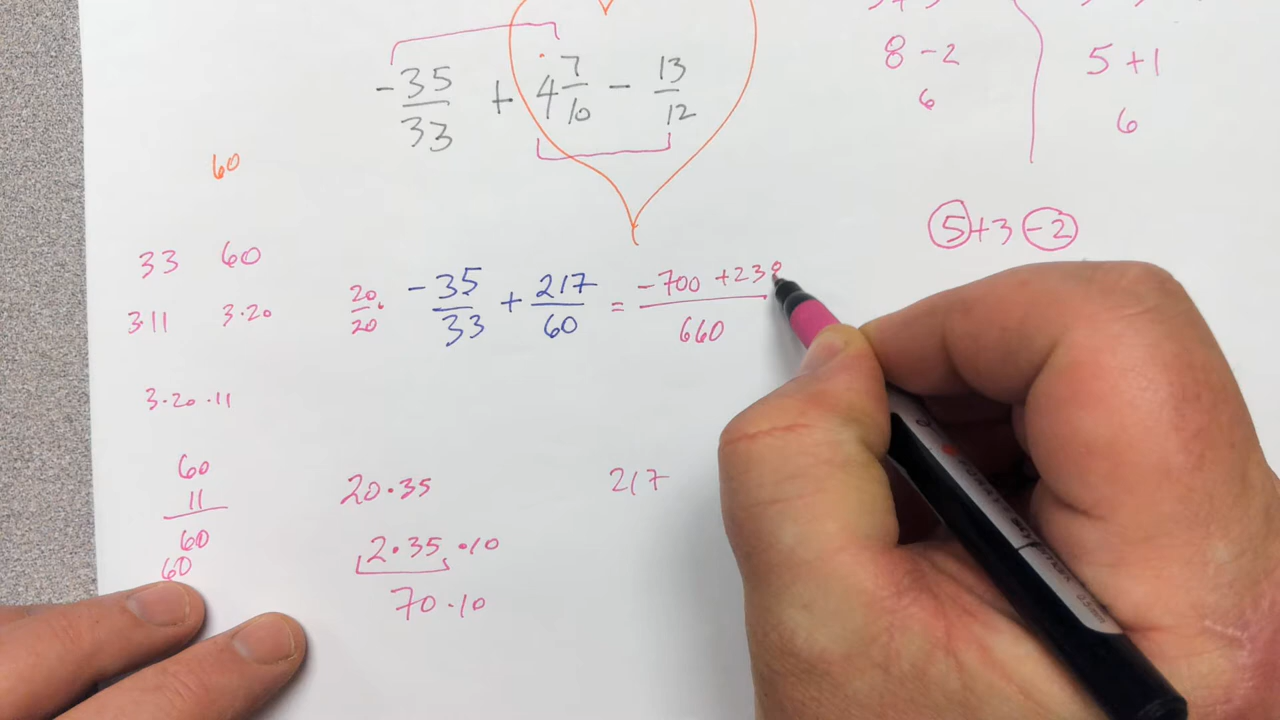 -35/33 + 4 7/10 - 13/12
8 - 2
6
5 + 1
6
60
5 + 3 - 2
33 60
3·11 3·20
20/20 · -35/33 + 217/60 = -700 + 238/660
3·20·11
60
11
60
60
20·35
2·35·10
70·10
217